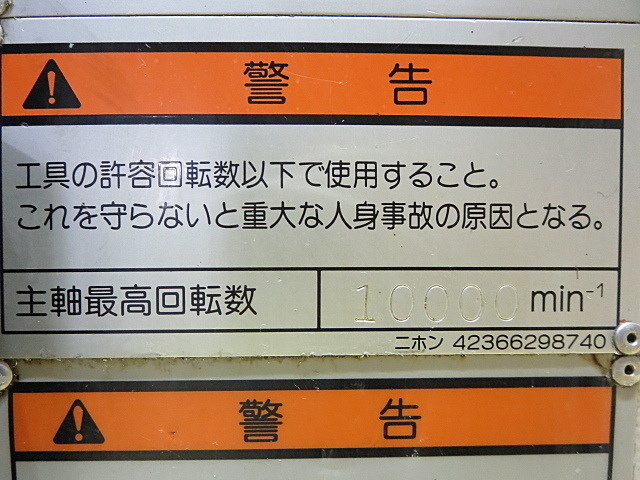 警告
工具の許容回転数以下で使用すること。
これを守らないと重大な人身事故の原因となる。
主軸最高回転数 10000 min⁻¹
ニホン 42366298740
警告